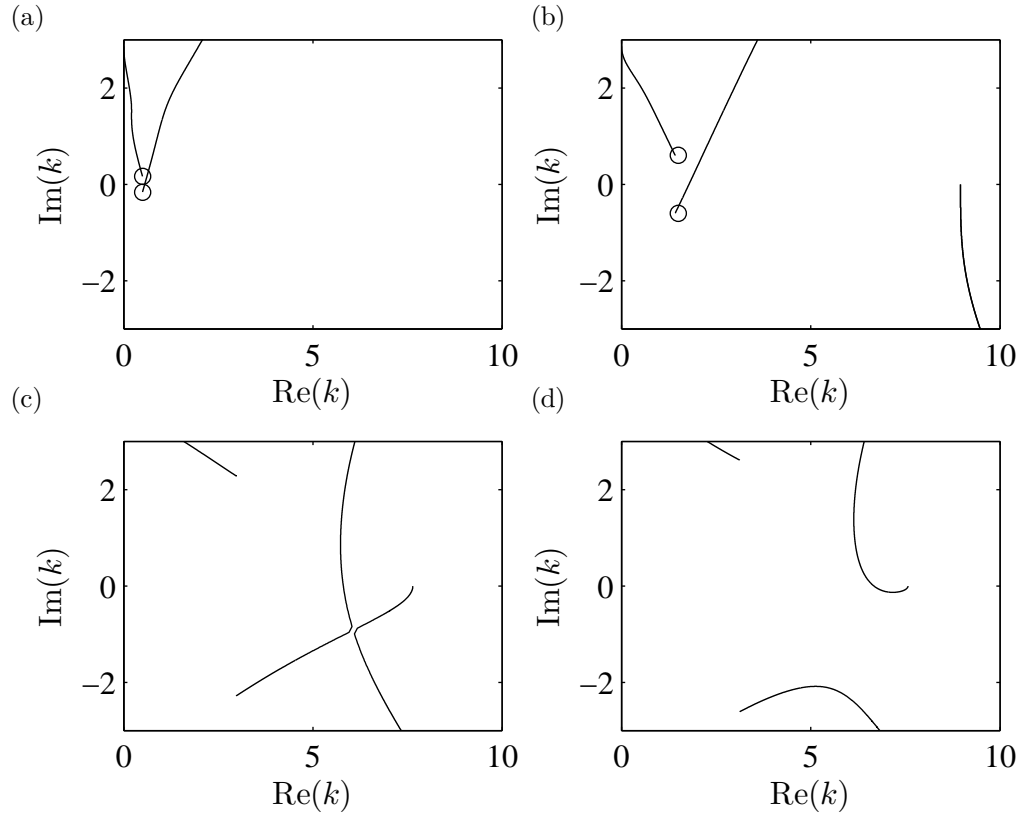 (a) (b)
2 2
0 0
−2 −2
Im(k) Im(k)
0 5 10 0 5 10
Re(k) Re(k)
(c) (d)
2 2
0 0
−2 −2
Im(k) Im(k)
0 5 10 0 5 10
Re(k) Re(k)